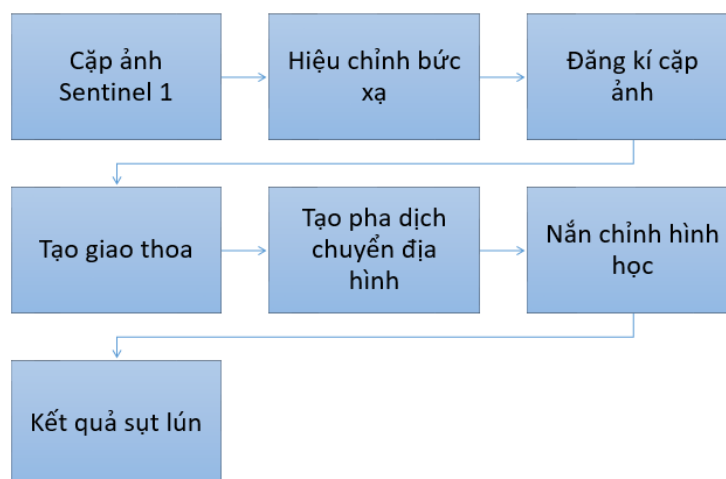 Cặp ảnh
Sentinel 1
Hiệu chỉnh bức
xạ
Đăng kí cặp
ảnh
Tạo giao thoa
Tạo pha dịch
chuyển địa
hình
Nắn chỉnh hình
học
Kết quả sụt lún